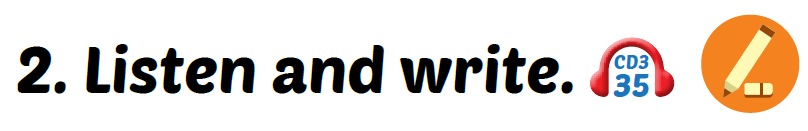 2. Listen and write.
CD3
35